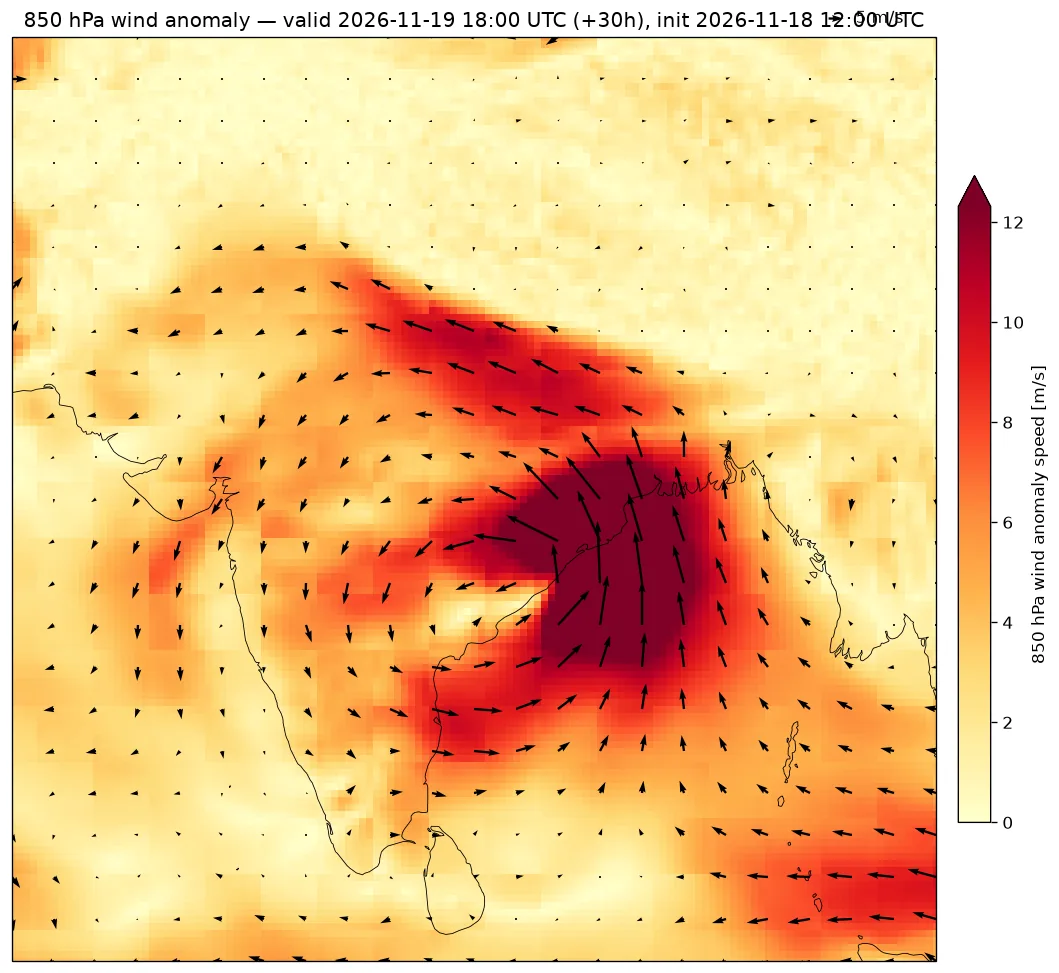 850 hPa wind anomaly — valid 2026-11-19 18:00 UTC (+30h), init 2026-11-18 12:00 UTC
5 m/s
12
10
8
6
4
2
0
850 hPa wind anomaly speed [m/s]